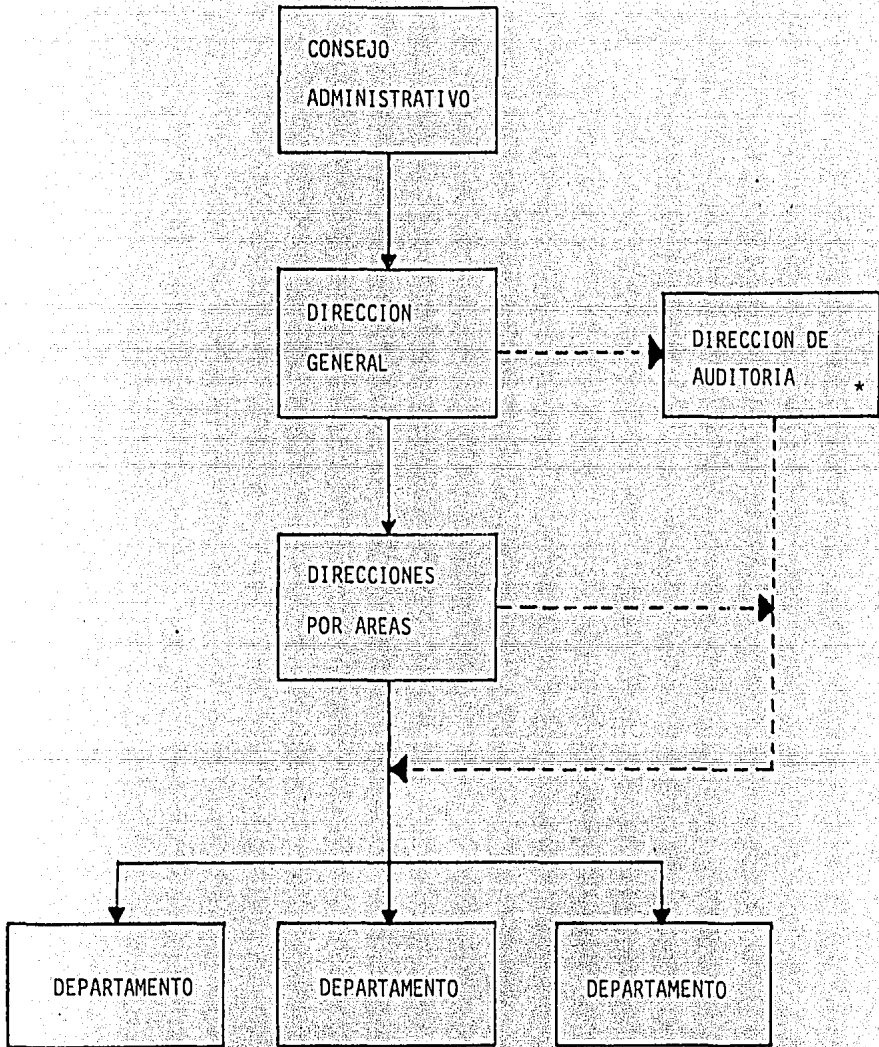 CONSEJO
ADMINISTRATIVO
DIRECCION
GENERAL
DIRECCION DE
AUDITORIA *
DIRECCIONES
POR AREAS
DEPARTAMENTO
DEPARTAMENTO
DEPARTAMENTO